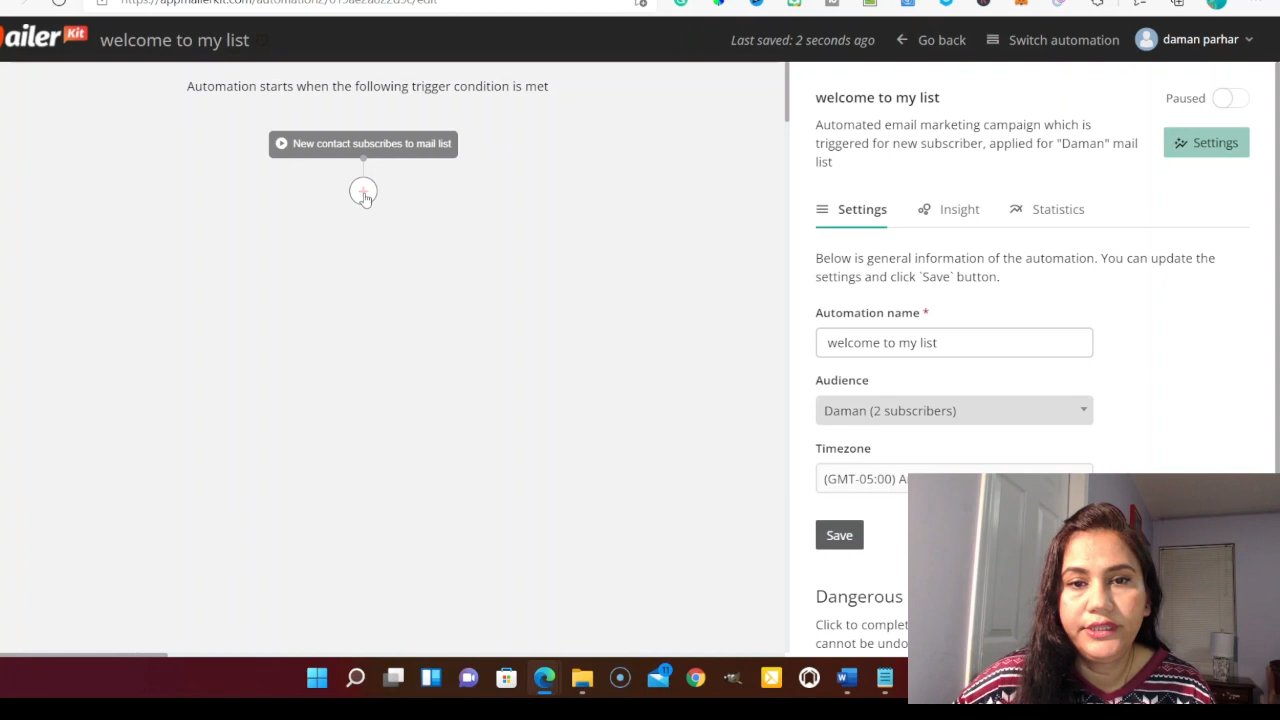 ailer Kit
welcome to my list
Last saved: 2 seconds ago
Go back
Switch automation
daman parhar
Automation starts when the following trigger condition is met
New contact subscribes to mail list
welcome to my list
Paused
Automated email marketing campaign which is
triggered for new subscriber, applied for "Daman" mail
list
Settings
Settings
Insight
Statistics
Below is general information of the automation. You can update the
settings and click `Save` button.
Automation name *
welcome to my list
Audience
Daman (2 subscribers)
Timezone
(GMT-05:00) A
Save
Dangerous
Click to complet
cannot be undo
11